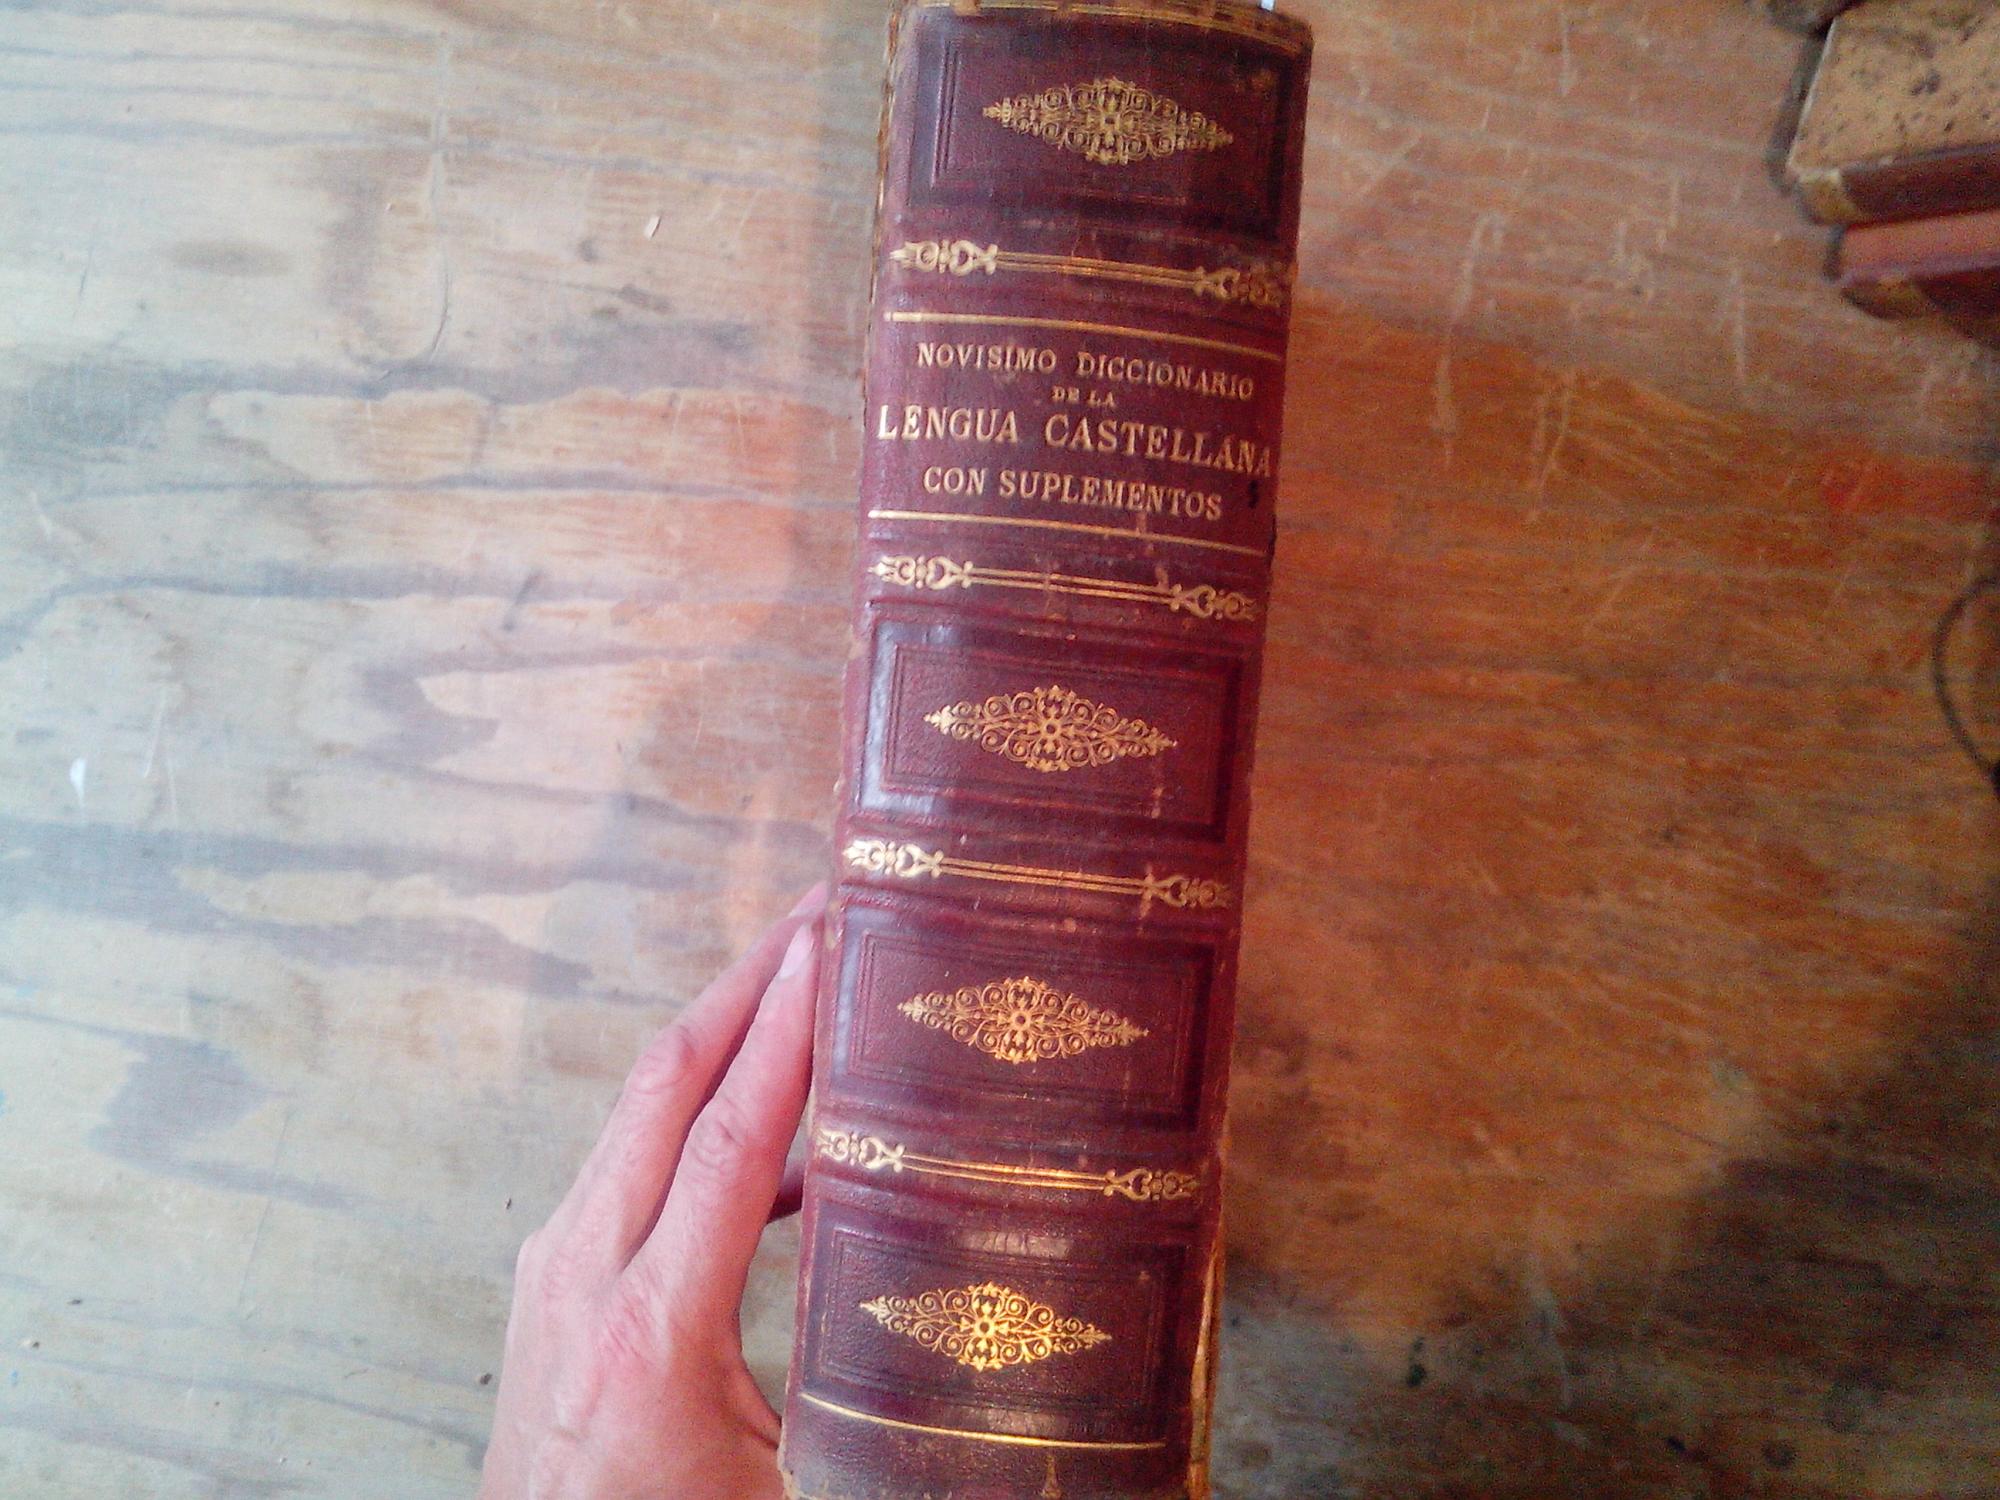 NOVISIMO DICCIONARIO
DE LA
LENGUA CASTELLANA
CON SUPLEMENTOS